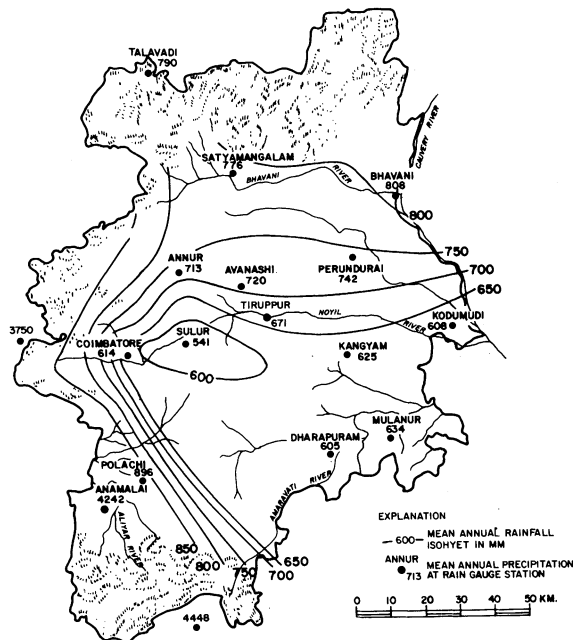 TALAVADI
790
SATYAMANGALAM
776
BHAVANI RIVER
BHAVANI
808
CAUVERY RIVER
800
750
ANNUR
713
AVANASHI
720
PERUNDURAI
742
700
650
TIRUPPUR
671
NOYIL RIVER
KODUMUDI
608
3750
COIMBATORE
614
SULUR
541
600
KANGYAM
625
MULANUR
634
DHARAPURAM
605
POLACHI
896
ANAMALAI
4242
ALIYAR RIVER
AMARAVATI RIVER
850
800
750
700
650
4448
EXPLANATION
—600— MEAN ANNUAL RAINFALL
ISOHYET IN MM
ANNUR
713 MEAN ANNUAL PRECIPITATION
AT RAIN GAUGE STATION
0 10 20 30 40 50 KM.